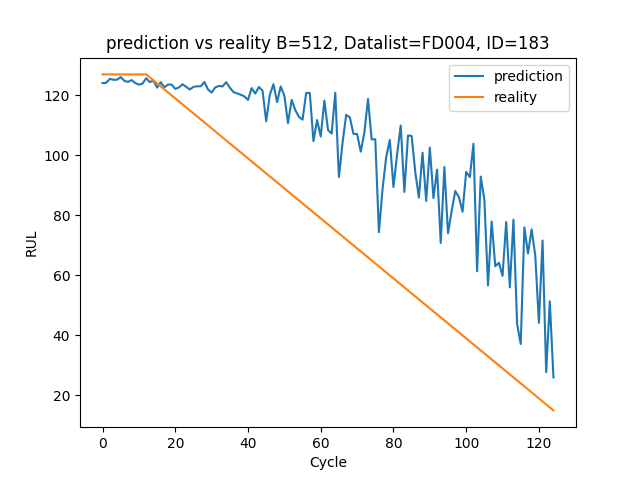 prediction vs reality B=512, Datalist=FD004, ID=183
prediction
reality
RUL
120
100
80
60
40
20
0 20 40 60 80 100 120
Cycle